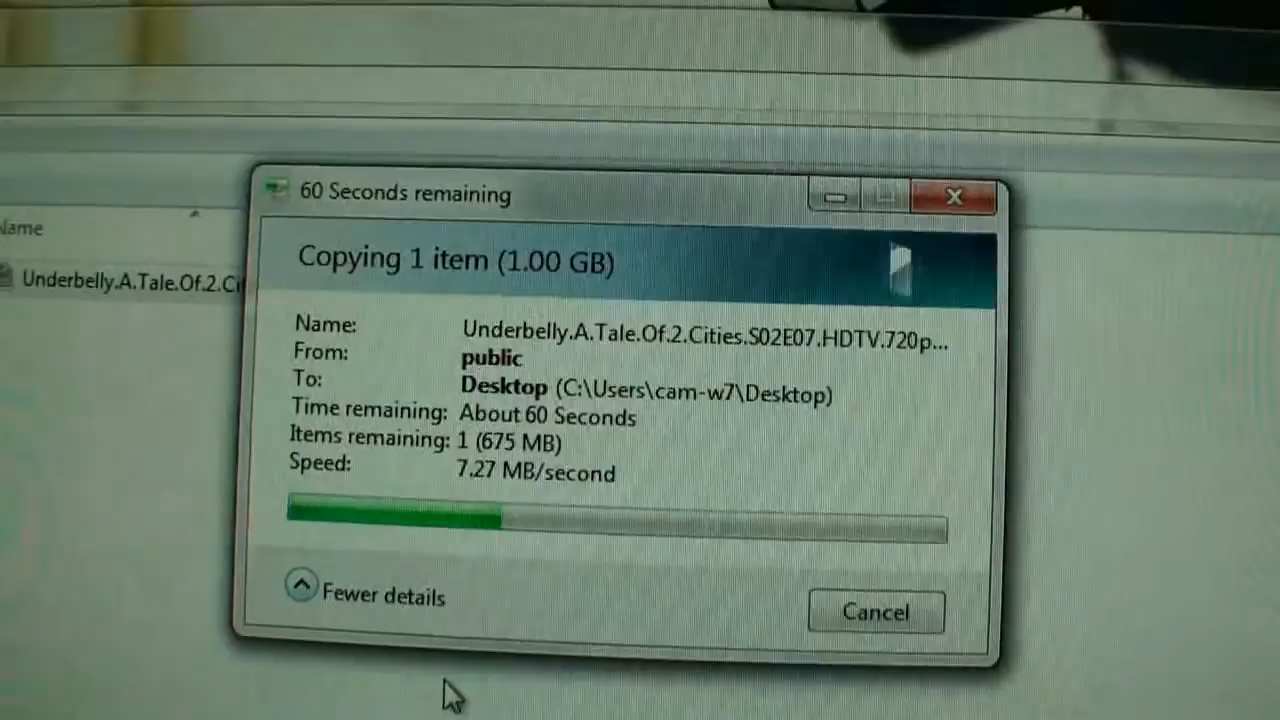 60 Seconds remaining
Copying 1 item (1.00 GB)
Name
Underbelly.A.Tale.Of.2.Ci
Name: Underbelly.A.Tale.Of.2.Cities.S02E07.HDTV.720p...
From: public
To: Desktop (C:\Users\cam-w7\Desktop)
Time remaining: About 60 Seconds
Items remaining: 1 (675 MB)
Speed: 7.27 MB/second
Fewer details
Cancel